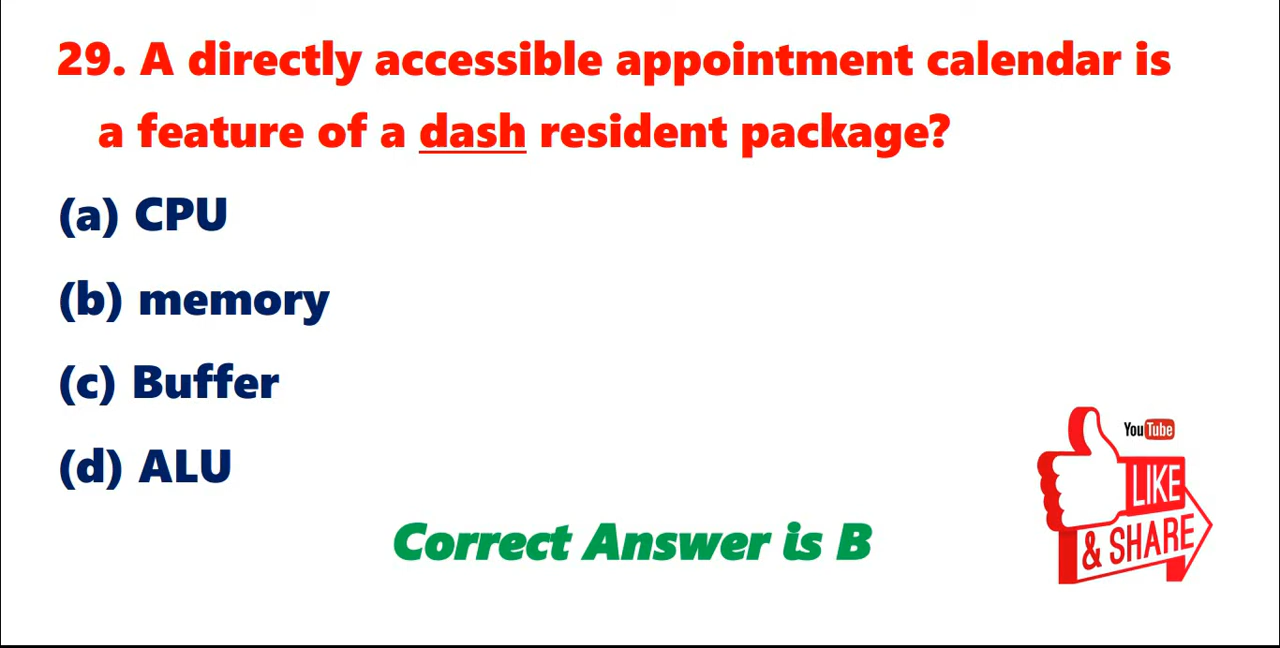 29. A directly accessible appointment calendar is
a feature of a dash resident package?
(a) CPU
(b) memory
(c) Buffer
(d) ALU
Correct Answer is B
YouTube
LIKE
& SHARE